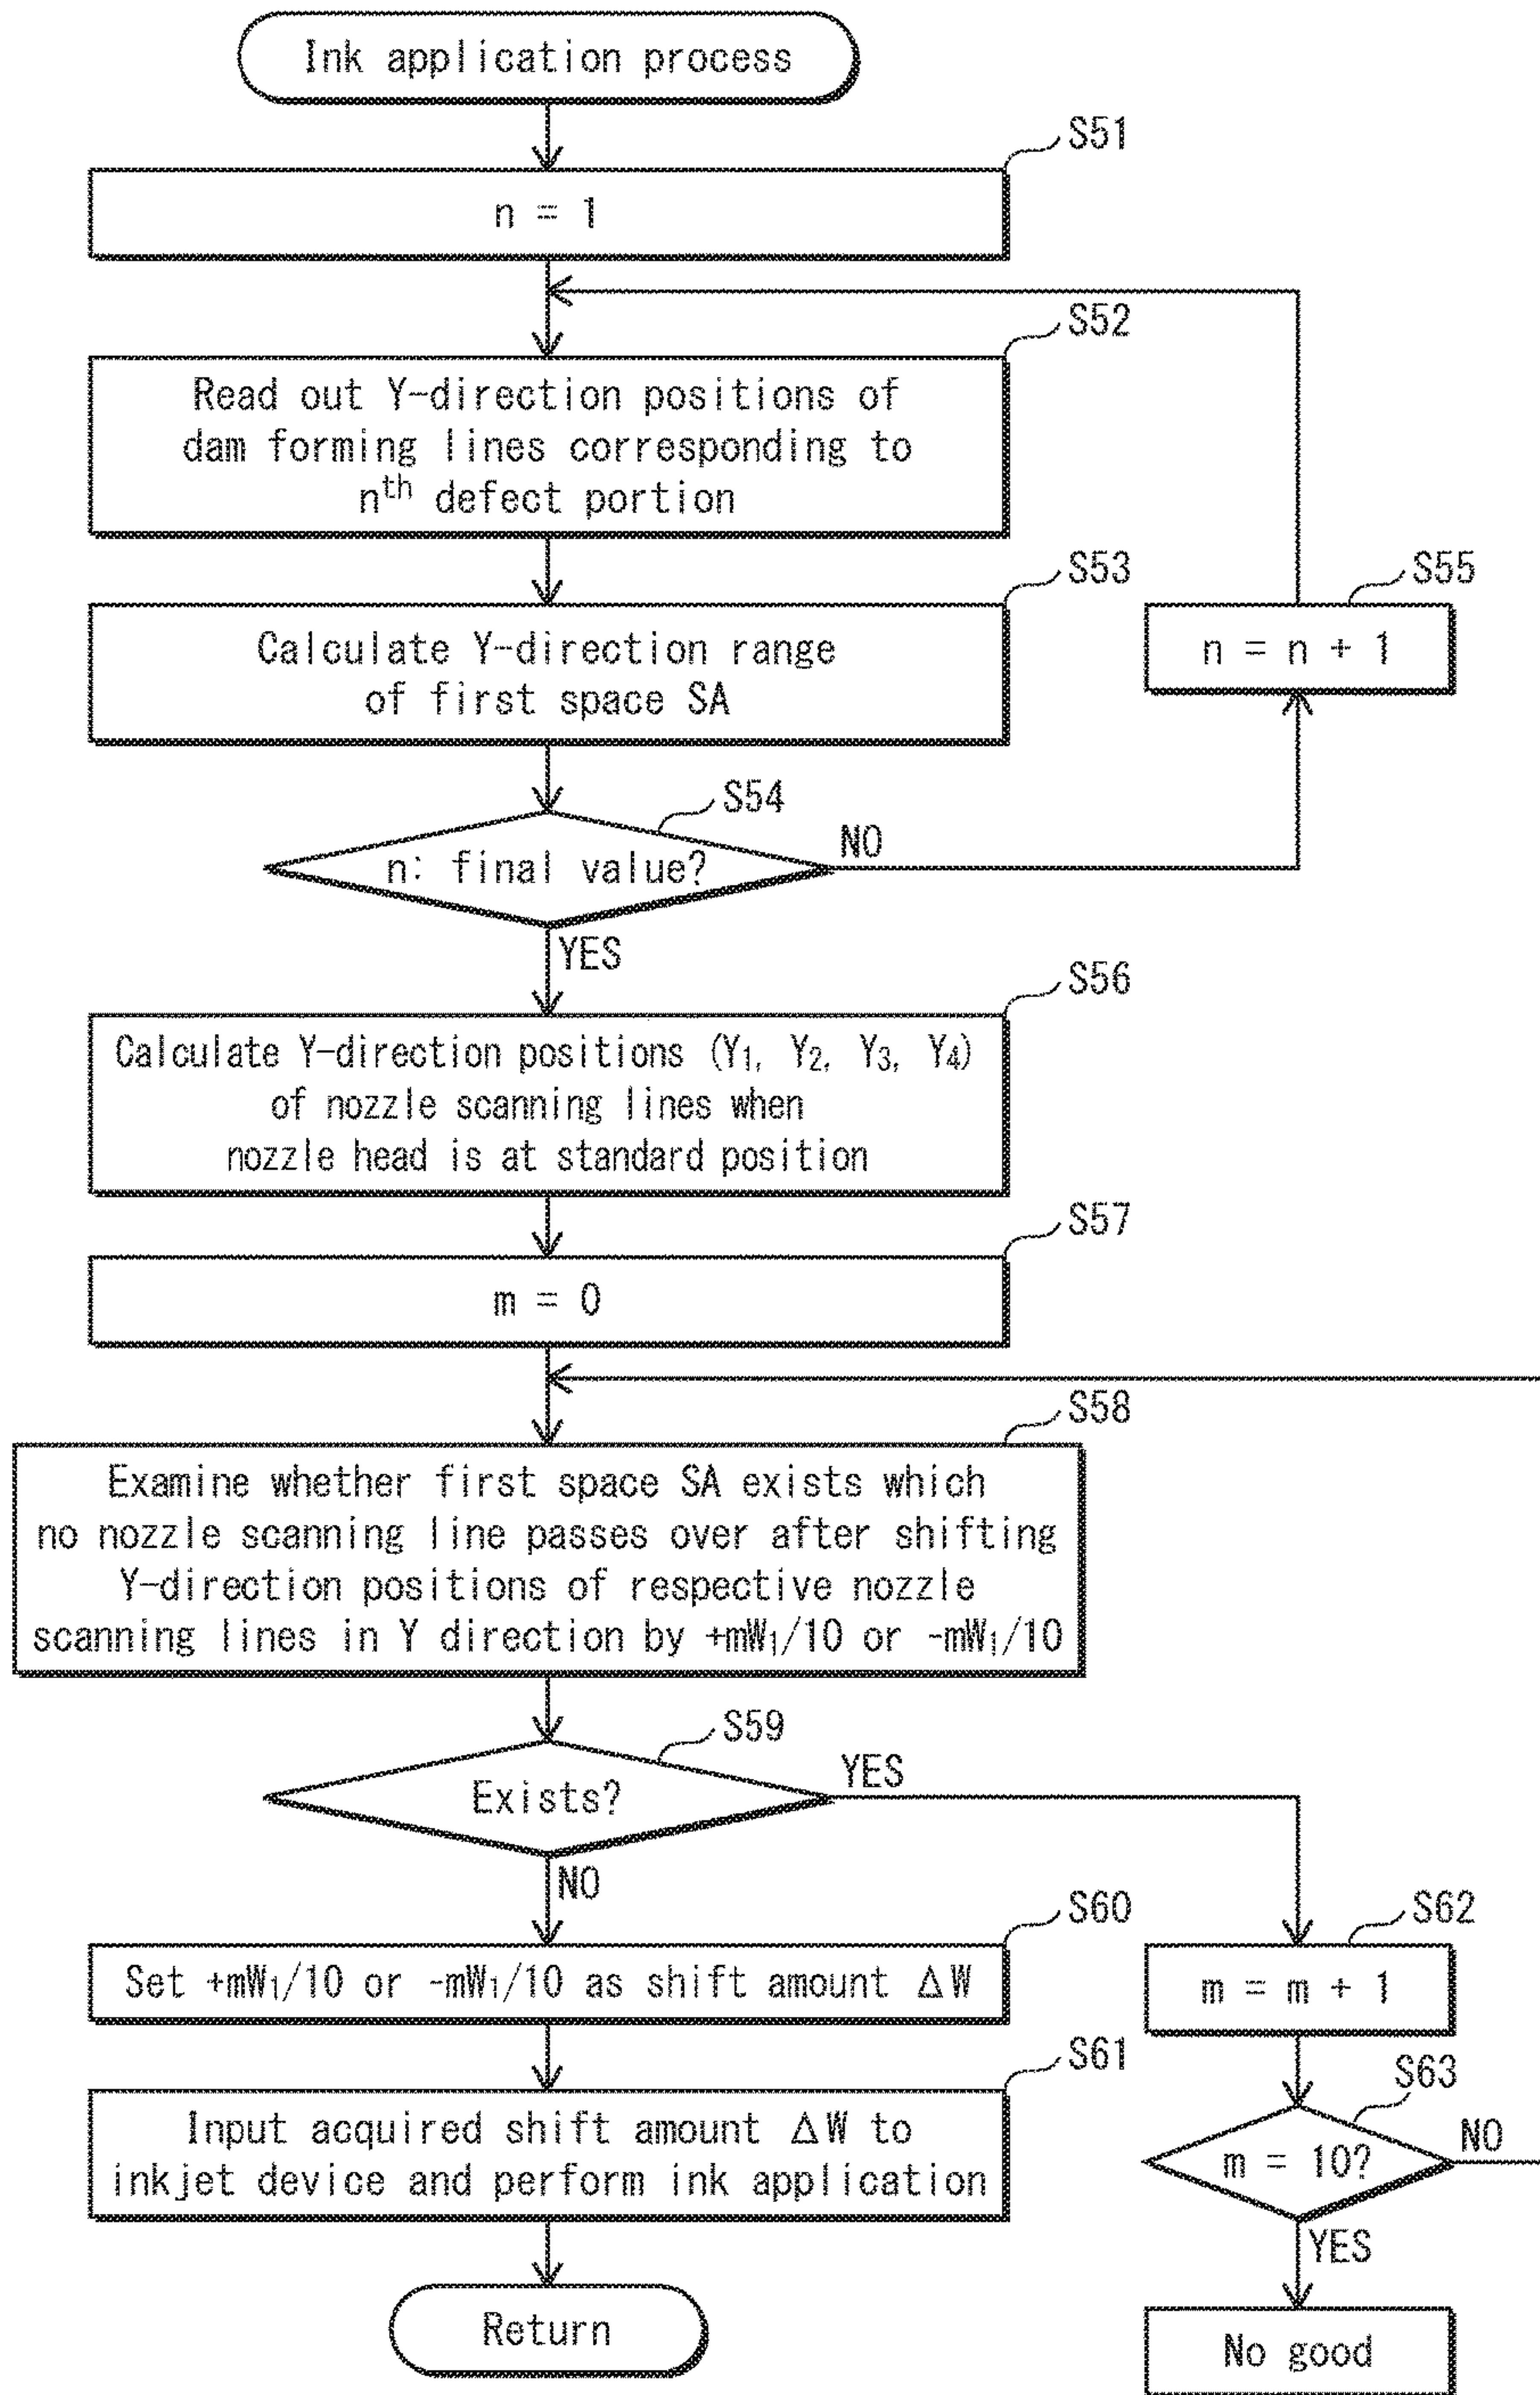 Ink application process
S51
n = 1
S52
Read out Y-direction positions of
dam forming lines corresponding to
nth defect portion
S53
Calculate Y-direction range
of first space SA
S55
n = n + 1
S54
n: final value?
NO
YES
S56
Calculate Y-direction positions (Y1, Y2, Y3, Y4)
of nozzle scanning lines when
nozzle head is at standard position
S57
m = 0
S58
Examine whether first space SA exists which
no nozzle scanning line passes over after shifting
Y-direction positions of respective nozzle
scanning lines in Y direction by +mW1/10 or -mW1/10
S59
Exists?
YES
NO
S60
Set +mW1/10 or -mW1/10 as shift amount ΔW
S62
m = m + 1
S61
Input acquired shift amount ΔW to
inkjet device and perform ink application
S63
m = 10?
NO
YES
Return
No good